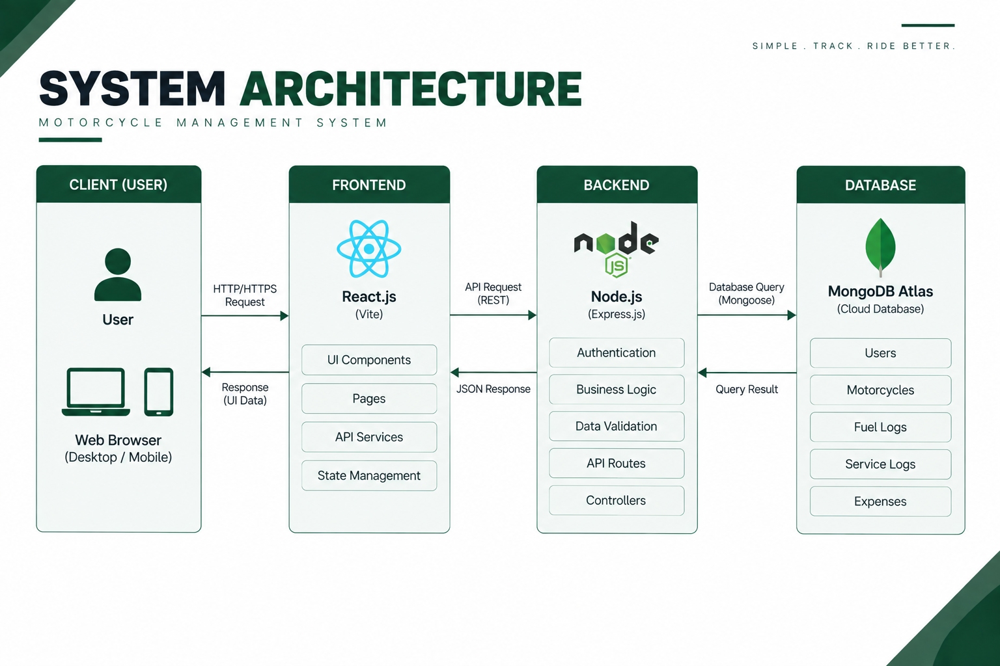 SIMPLE . TRACK . RIDE BETTER.
SYSTEM ARCHITECTURE
MOTORCYCLE MANAGEMENT SYSTEM
CLIENT (USER)
User
Web Browser
(Desktop / Mobile)
HTTP/HTTPS
Request
Response
(UI Data)
FRONTEND
React.js
(Vite)
UI Components
Pages
API Services
State Management
API Request
(REST)
JSON Response
BACKEND
node
JS
Node.js
(Express.js)
Authentication
Business Logic
Data Validation
API Routes
Controllers
Database Query
(Mongoose)
Query Result
DATABASE
MongoDB Atlas
(Cloud Database)
Users
Motorcycles
Fuel Logs
Service Logs
Expenses